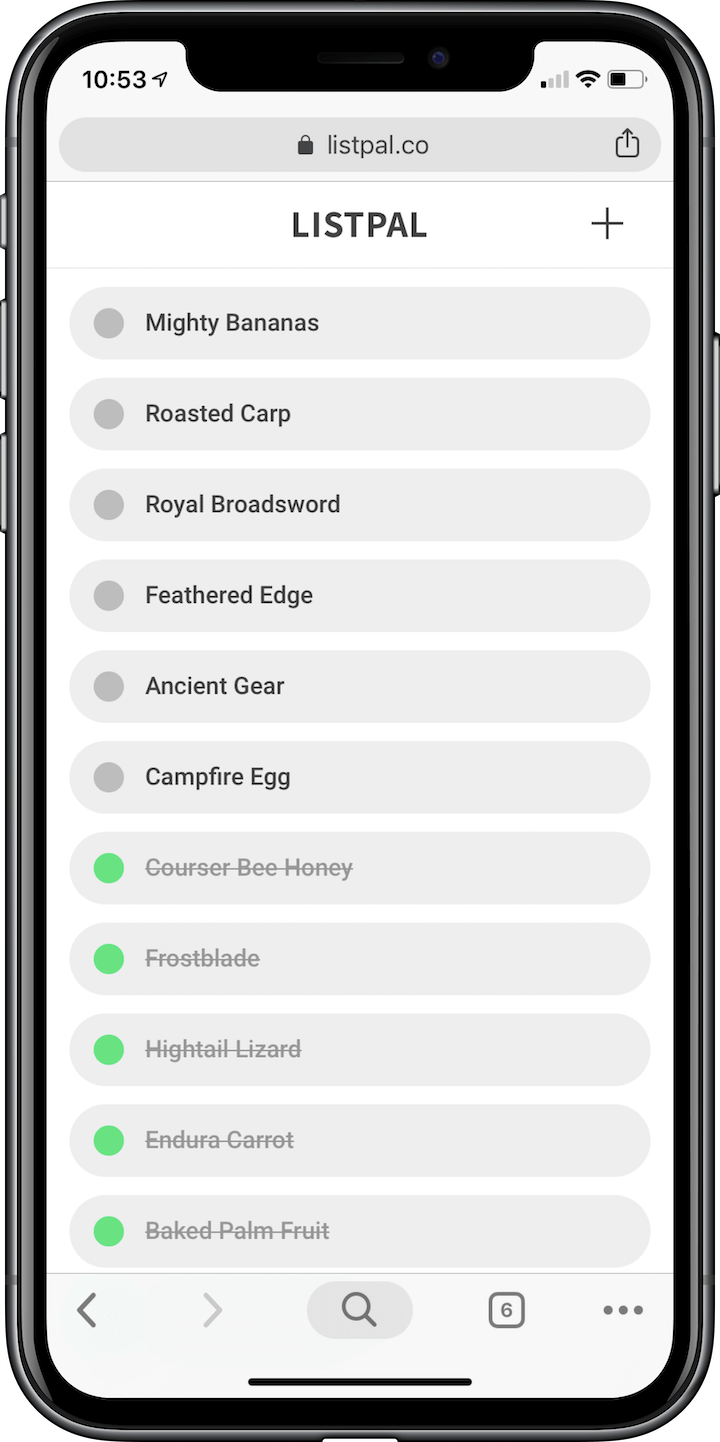 10:53
listpal.co
LISTPAL
Mighty Bananas
Roasted Carp
Royal Broadsword
Feathered Edge
Ancient Gear
Campfire Egg
Courser Bee Honey
Frostblade
Hightail Lizard
Endura Carrot
Baked Palm Fruit
6